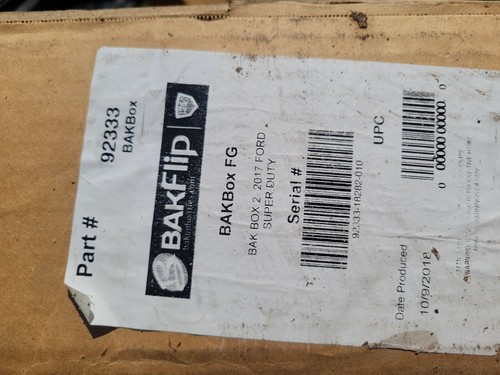 Part #
92333
BAKBox
BAKFlip
BAKBox FG
BAK BOX 2 2017 FORD
SUPER DUTY
Serial #
92333-18282-010
UPC
0 00000 00000 0
Date Produced
10/9/2018